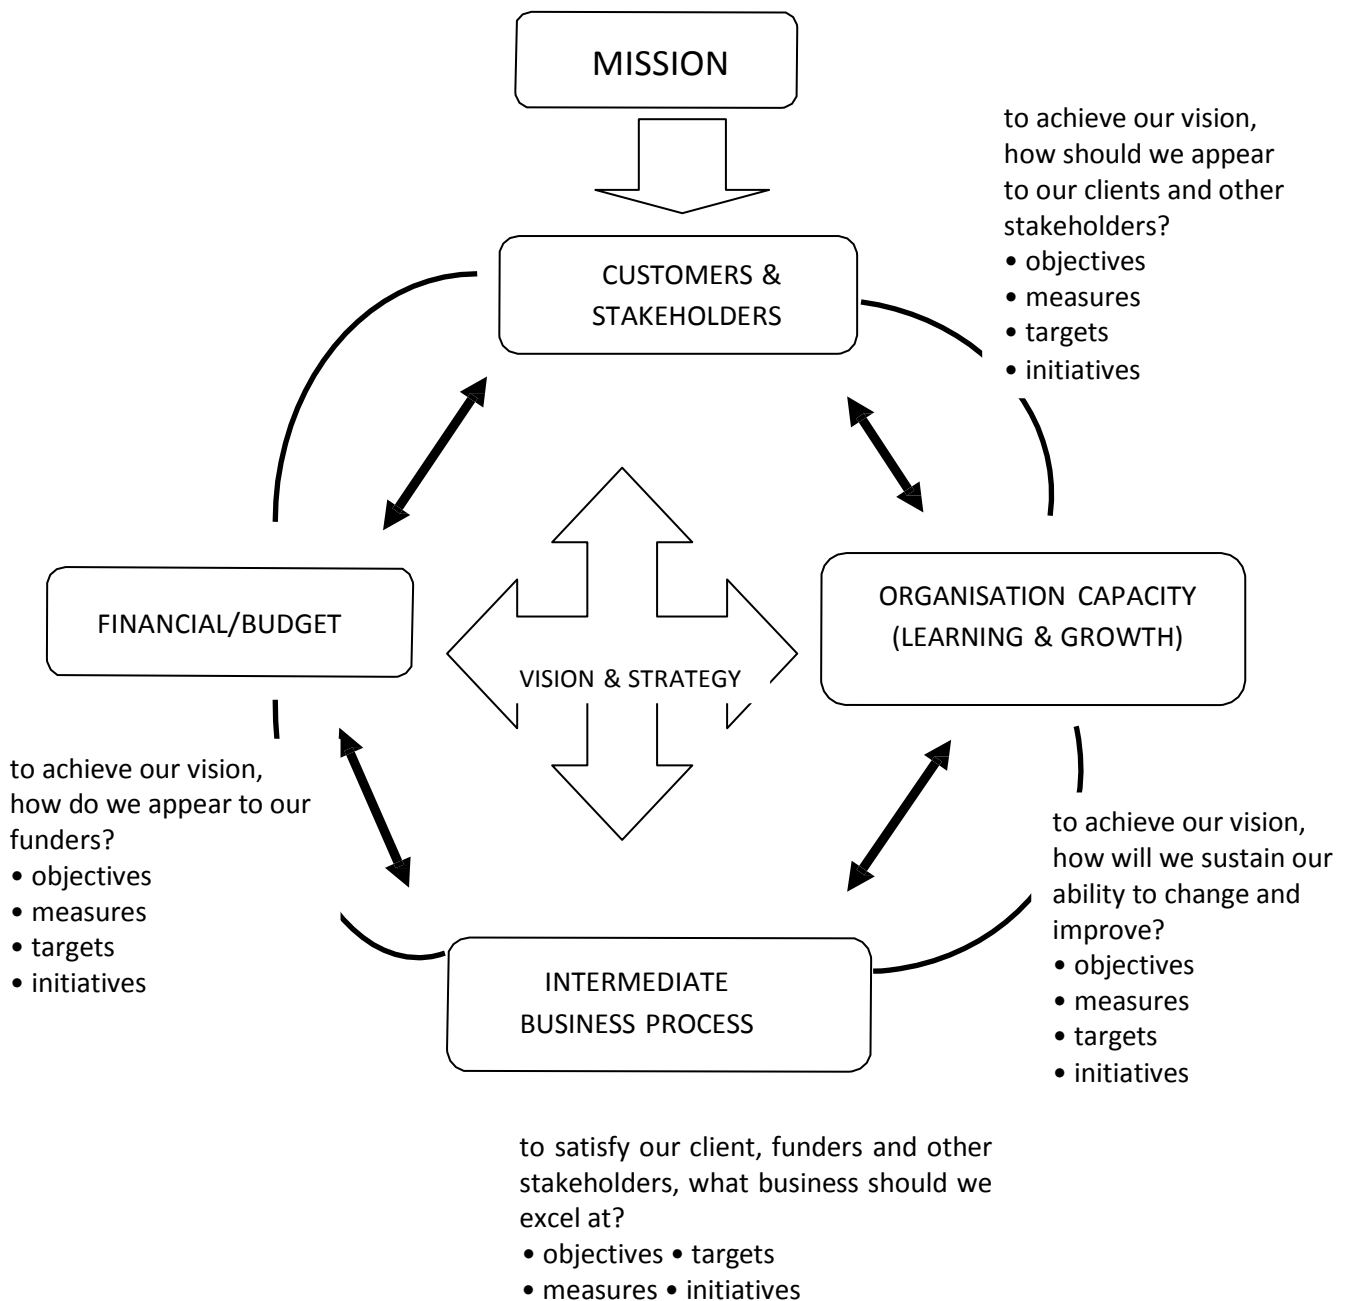 MISSION
to achieve our vision,
how should we appear
to our clients and other
stakeholders?
• objectives
• measures
• targets
• initiatives
CUSTOMERS &
STAKEHOLDERS
FINANCIAL/BUDGET
ORGANISATION CAPACITY
(LEARNING & GROWTH)
VISION & STRATEGY
to achieve our vision,
how do we appear to our
funders?
• objectives
• measures
• targets
• initiatives
to achieve our vision,
how will we sustain our
ability to change and
improve?
• objectives
• measures
• targets
• initiatives
INTERMEDIATE
BUSINESS PROCESS
to satisfy our client, funders and other
stakeholders, what business should we
excel at?
• objectives • targets
• measures • initiatives